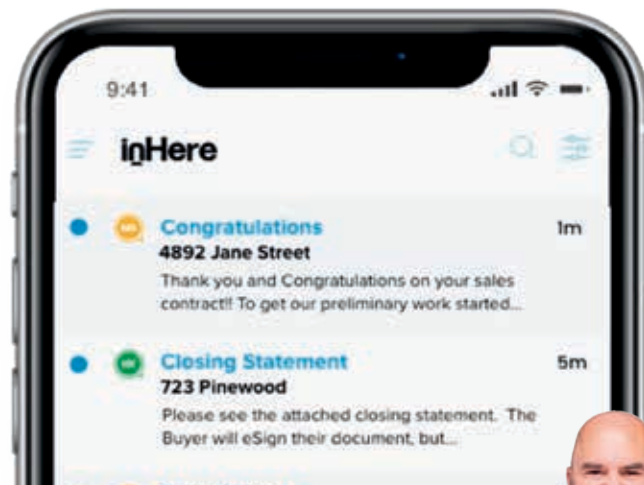 9:41
inHere
Congratulations
1m
4892 Jane Street
Thank you and Congratulations on your sales
contract!! To get our preliminary work started...
Closing Statement
5m
723 Pinewood
Please see the attached closing statement. The
Buyer will eSign their document, but...